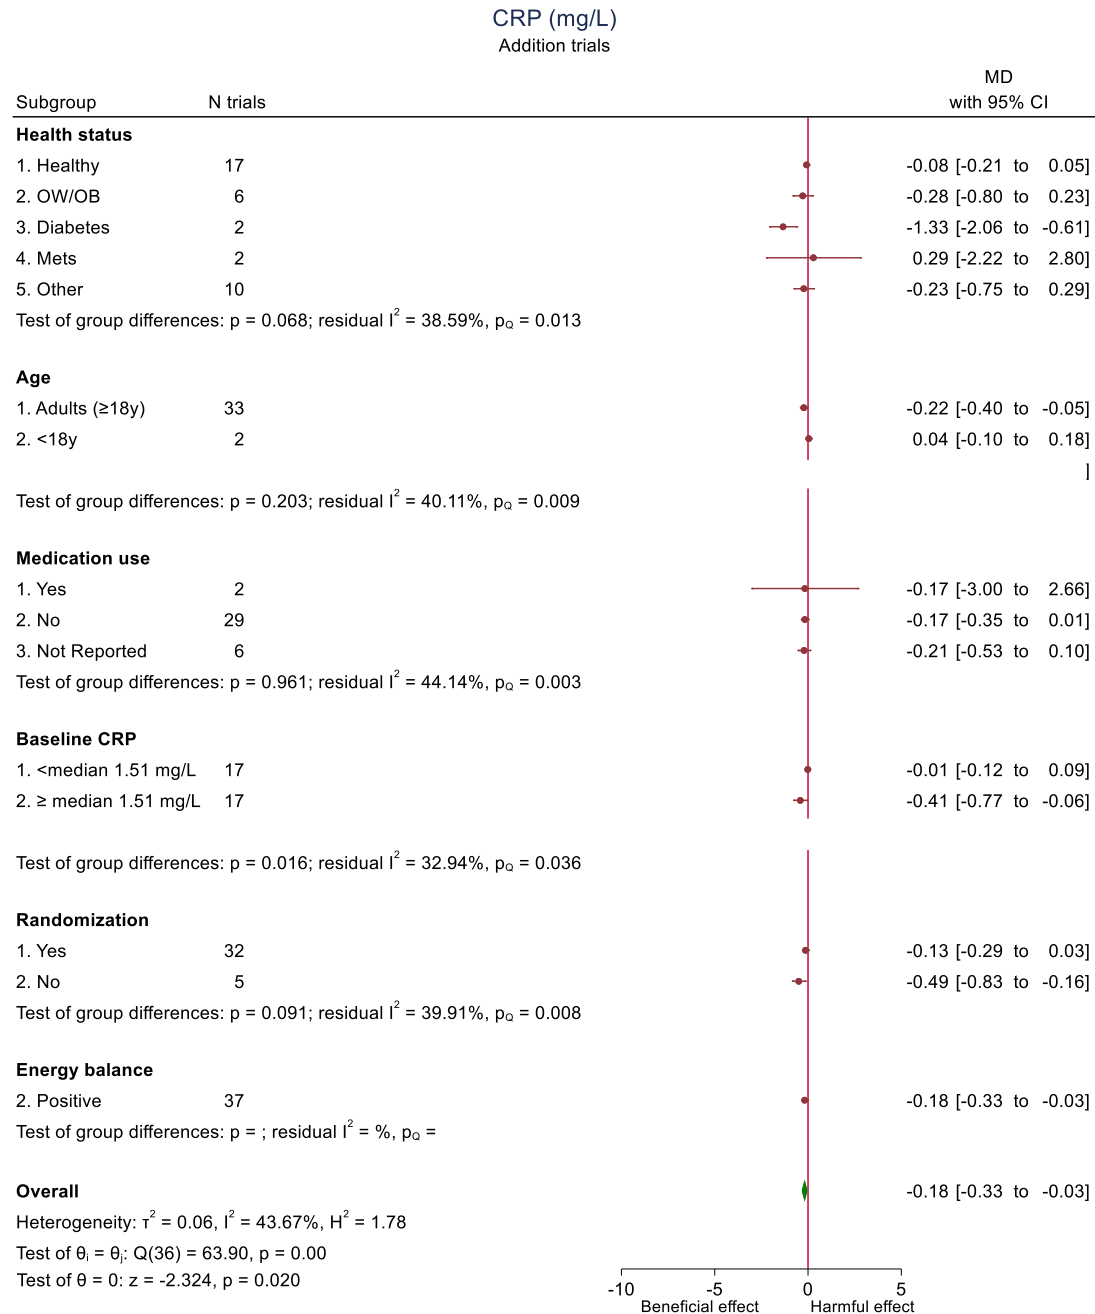 CRP (mg/L)
Addition trials
MD
Subgroup N trials with 95% CI
Health status
1. Healthy 17 -0.08 [-0.21 to 0.05]
2. OW/OB 6 -0.28 [-0.80 to 0.23]
3. Diabetes 2 -1.33 [-2.06 to -0.61]
4. Mets 2 0.29 [-2.22 to 2.80]
5. Other 10 -0.23 [-0.75 to 0.29]
Test of group differences: p = 0.068; residual I² = 38.59%, pQ = 0.013
Age
1. Adults (≥18y) 33 -0.22 [-0.40 to -0.05]
2. <18y 2 0.04 [-0.10 to 0.18]
]
Test of group differences: p = 0.203; residual I² = 40.11%, pQ = 0.009
Medication use
1. Yes 2 -0.17 [-3.00 to 2.66]
2. No 29 -0.17 [-0.35 to 0.01]
3. Not Reported 6 -0.21 [-0.53 to 0.10]
Test of group differences: p = 0.961; residual I² = 44.14%, pQ = 0.003
Baseline CRP
1. <median 1.51 mg/L 17 -0.01 [-0.12 to 0.09]
2. ≥ median 1.51 mg/L 17 -0.41 [-0.77 to -0.06]
Test of group differences: p = 0.016; residual I² = 32.94%, pQ = 0.036
Randomization
1. Yes 32 -0.13 [-0.29 to 0.03]
2. No 5 -0.49 [-0.83 to -0.16]
Test of group differences: p = 0.091; residual I² = 39.91%, pQ = 0.008
Energy balance
2. Positive 37 -0.18 [-0.33 to -0.03]
Test of group differences: p = ; residual I² = %, pQ =
Overall -0.18 [-0.33 to -0.03]
Heterogeneity: τ² = 0.06, I² = 43.67%, H² = 1.78
Test of θᵢ = θⱼ: Q(36) = 63.90, p = 0.00
Test of θ = 0: z = -2.324, p = 0.020
-10 -5 0 5
Beneficial effect Harmful effect